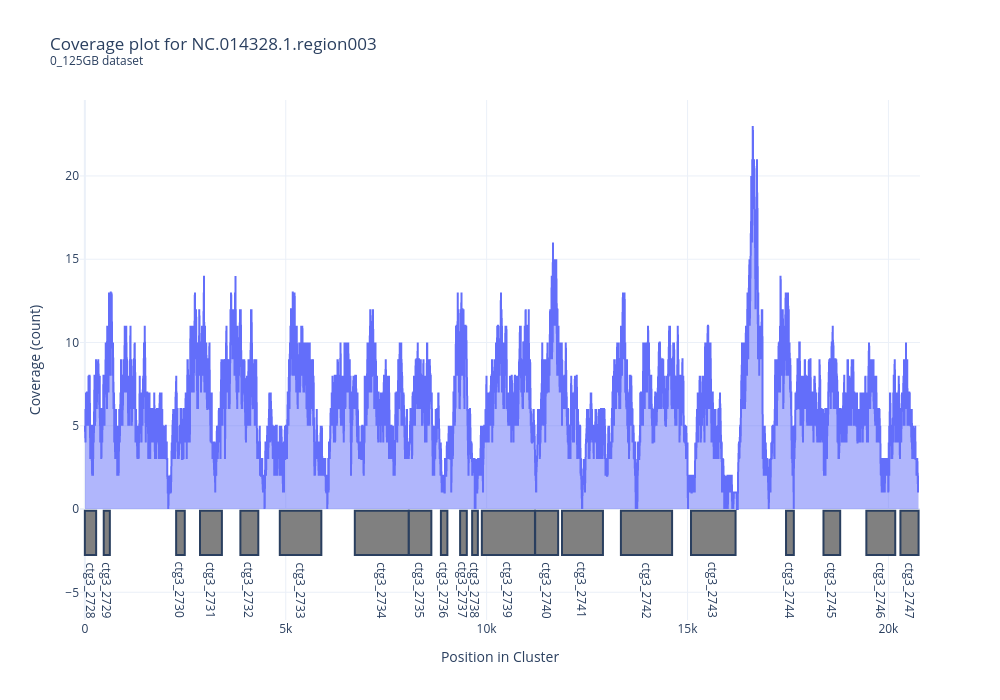 Coverage plot for NC.014328.1.region003
0_125GB dataset
Coverage (count)
20
15
10
5
0
−5
ctg3_2728
ctg3_2729
ctg3_2730
ctg3_2731
ctg3_2732
ctg3_2733
ctg3_2734
ctg3_2735
ctg3_2736
ctg3_2737
ctg3_2738
ctg3_2739
ctg3_2740
ctg3_2741
ctg3_2742
ctg3_2743
ctg3_2744
ctg3_2745
ctg3_2746
ctg3_2747
0
5k
10k
15k
20k
Position in Cluster